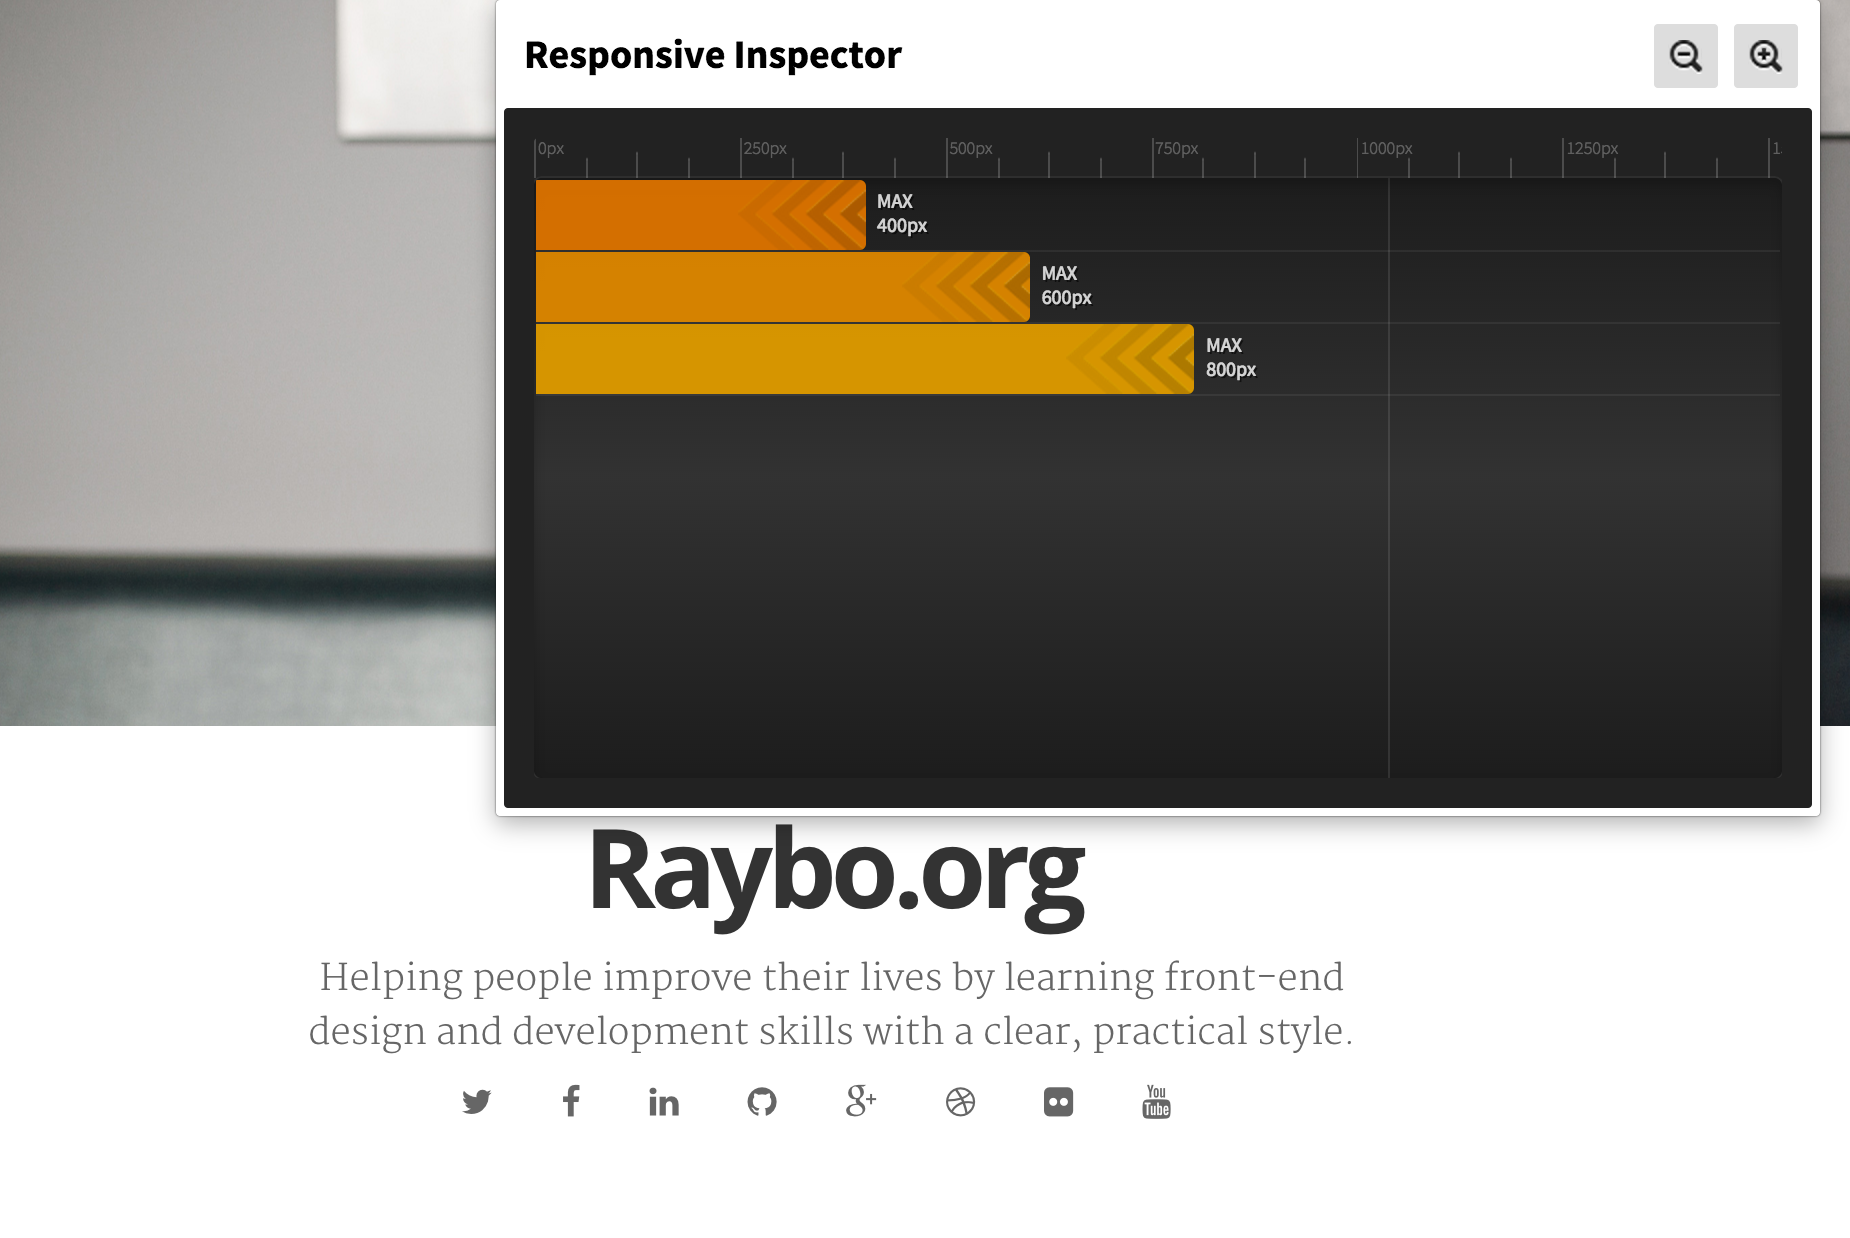 Responsive Inspector
0px 250px 500px 750px 1000px 1250px
MAX
400px
MAX
600px
MAX
800px
Raybo.org
Helping people improve their lives by learning front-end
design and development skills with a clear, practical style.
f in g+ You
Tube